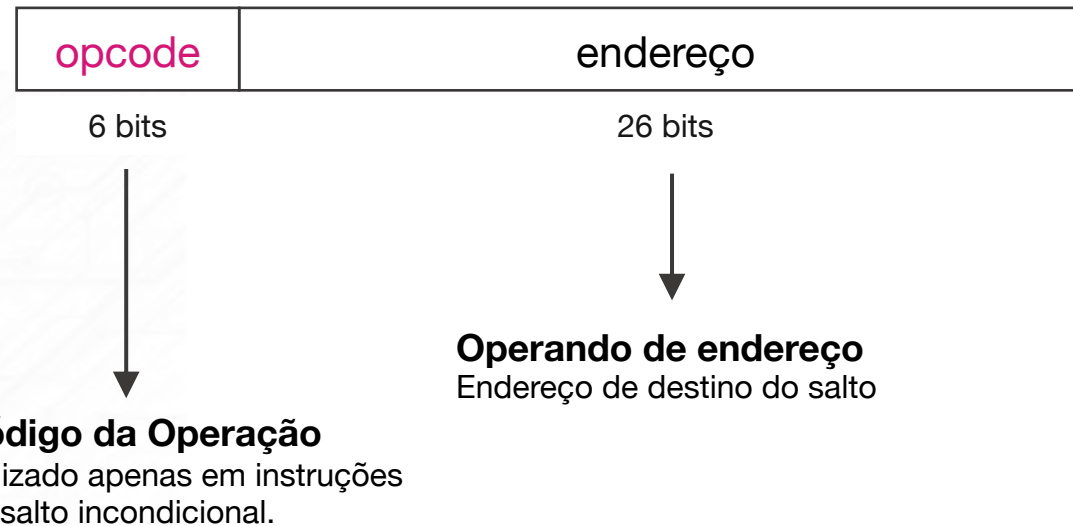 opcode endereço
6 bits 26 bits
Operando de endereço
Endereço de destino do salto
ódigo da Operação
izado apenas em instruções
salto incondicional.